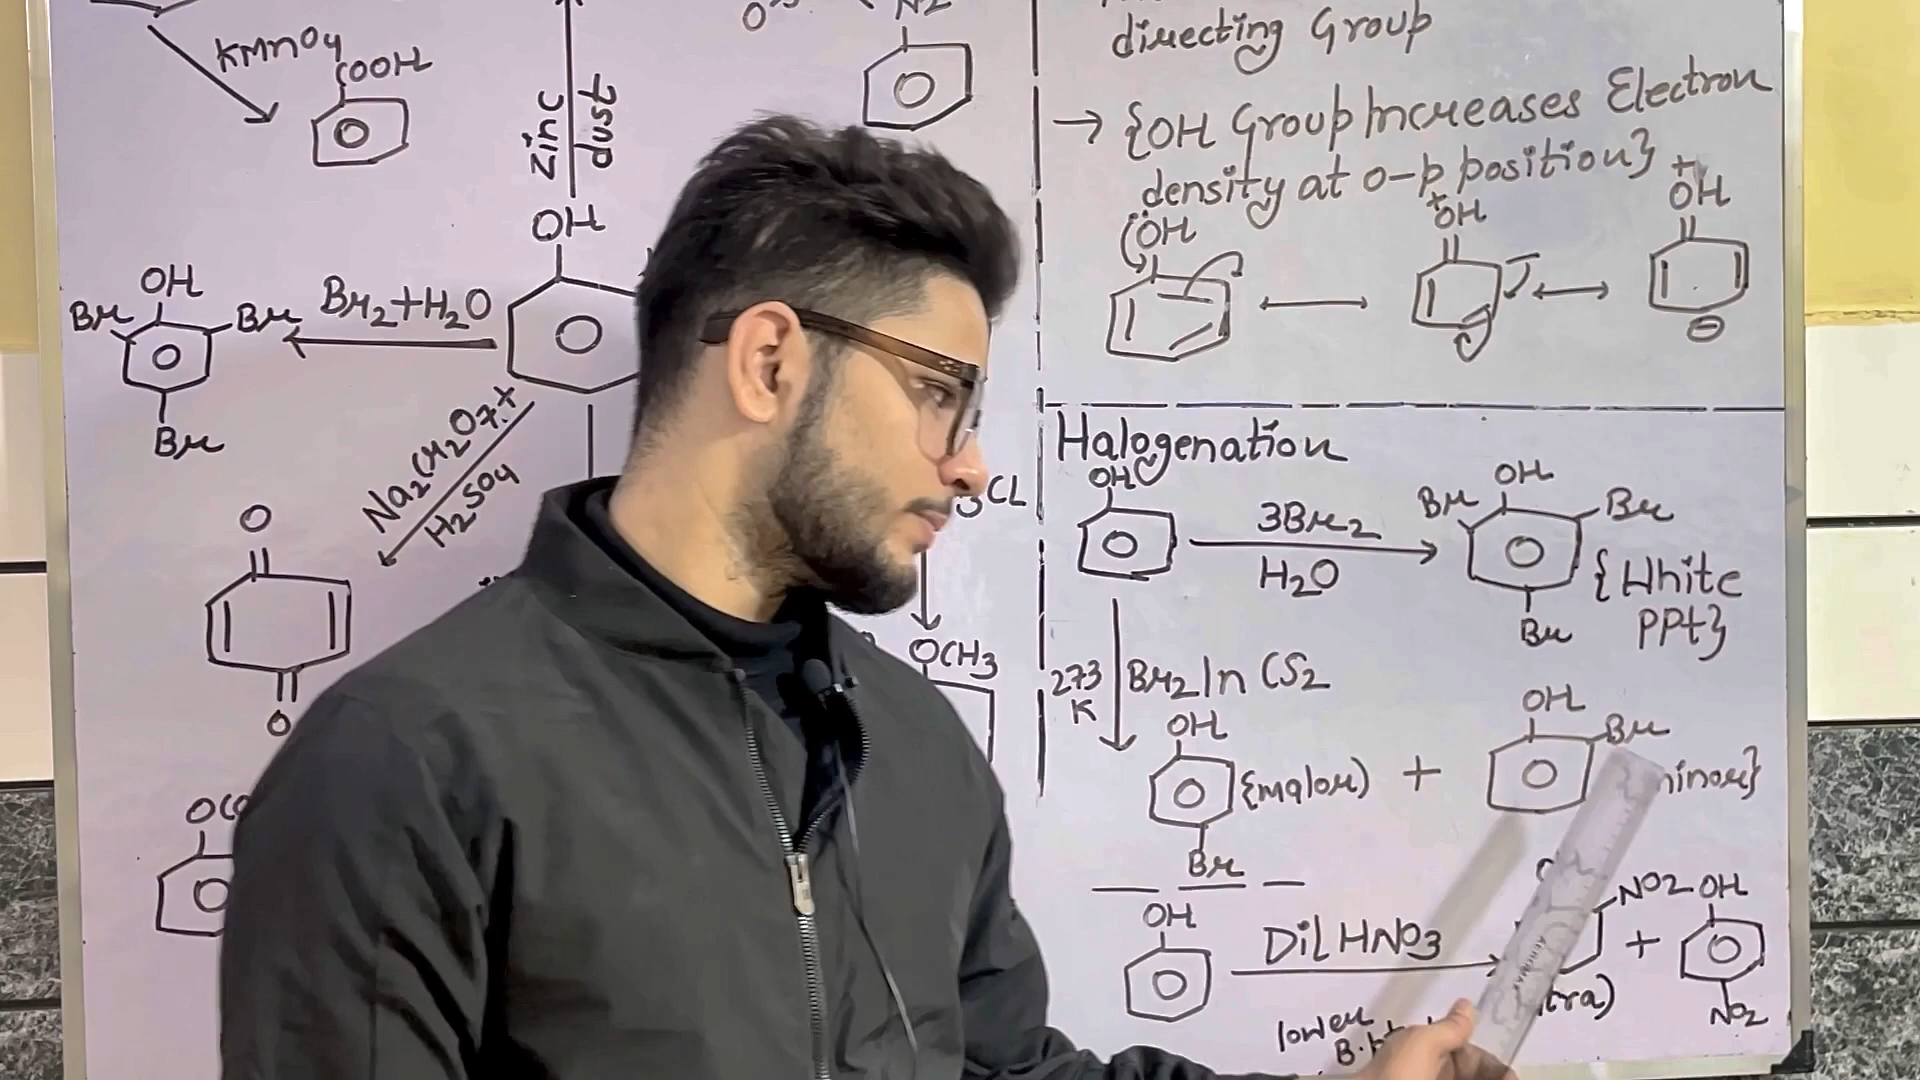 KMnO4
COOH
Zinc
dust
OH
OH
Br
Br
Br
Br2+H2O
Na2Cr2O7+
H2SO4
O
O
OCH3
directing Group
→ {OH Group Increases Electron
density at o-p position}
ÖH
+
OH
+
OH
⊖
Halogenation
OH
3Br2
H2O
OH
Br
Br
Br
{White
PPt}
273
K
Br2 In CS2
OH
{major)
Br
+
OH
Br
OH
Dil HNO3
NO2
+
OH
NO2
lower